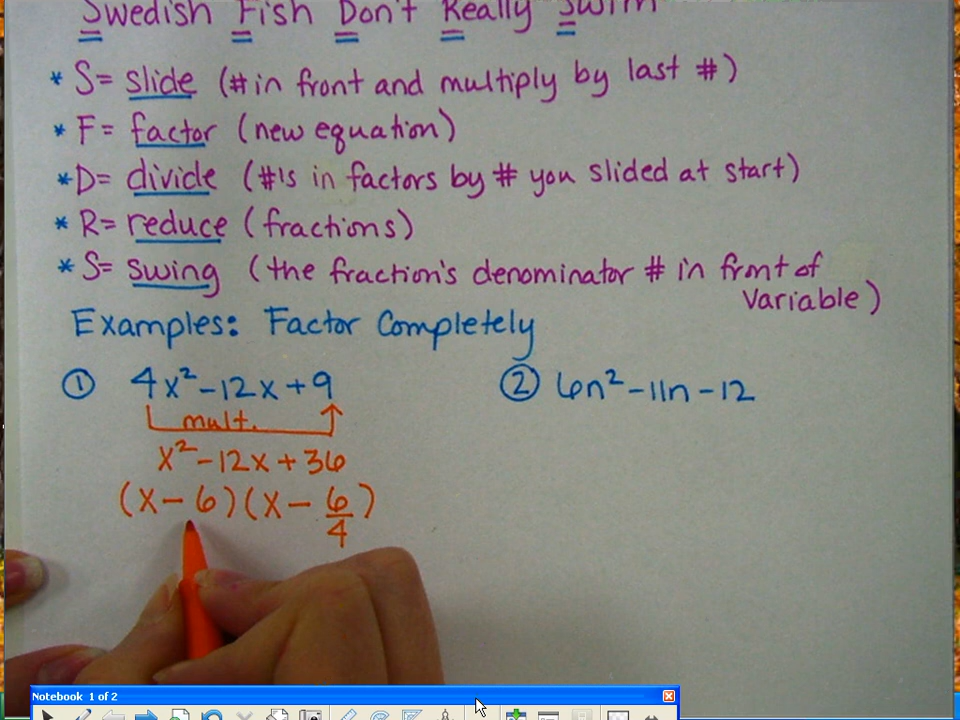 Swedish Fish Don't Really Swim
* S= slide (# in front and multiply by last #)
* F= factor (new equation)
* D= divide (#'s in factors by # you slided at start)
* R= reduce (fractions)
* S= swing (the fraction's denominator # in front of
variable)
Examples: Factor Completely
① 4x²-12x+9
mult.
x²-12x+36
(x-6)(x-6/4)
② 6n²-11n-12
Notebook 1 of 2